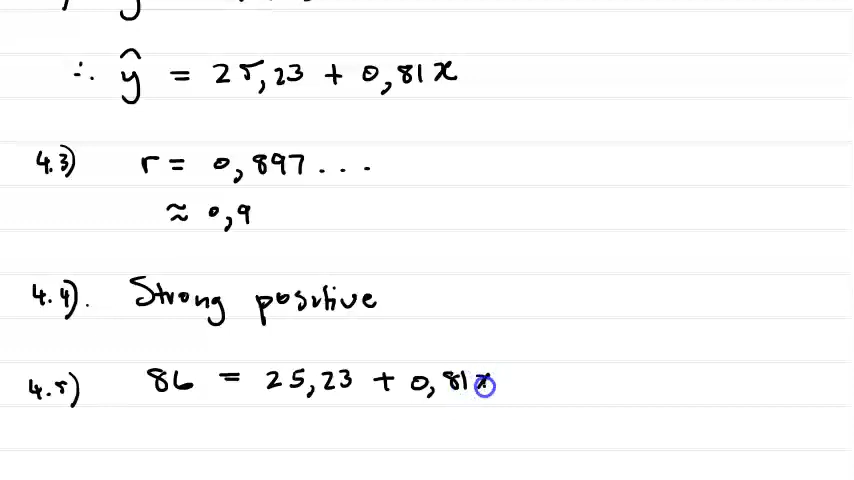 ∴ ŷ = 25,23 + 0,81x
4.3) r = 0,897...
≈ 0,9
4.4). Strong positive
4.5) 86 = 25,23 + 0,81x